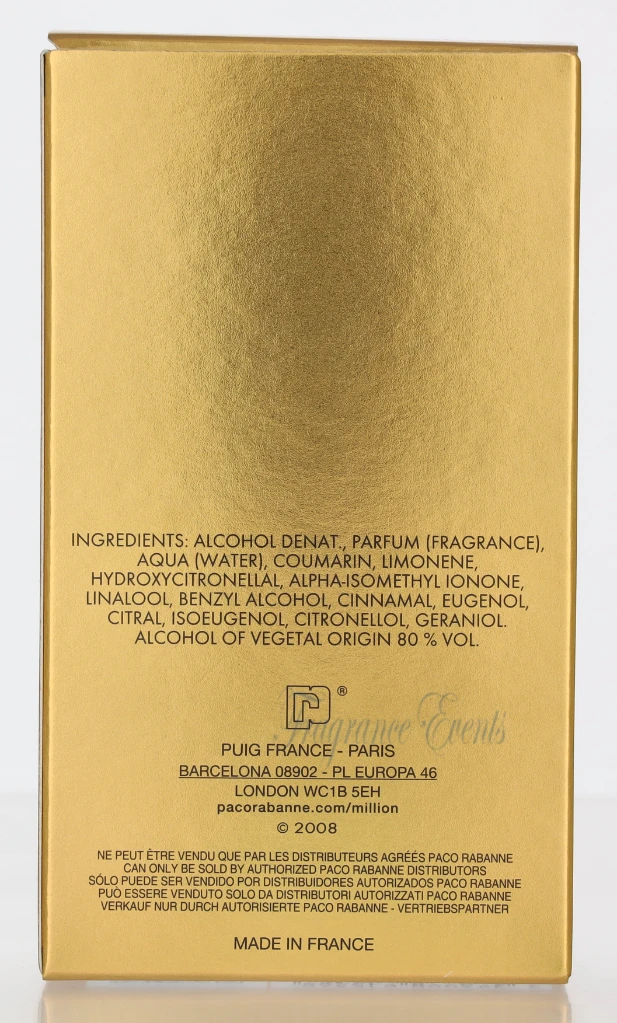 INGREDIENTS: ALCOHOL DENAT., PARFUM (FRAGRANCE),
AQUA (WATER), COUMARIN, LIMONENE,
HYDROXYCITRONELLAL, ALPHA-ISOMETHYL IONONE,
LINALOOL, BENZYL ALCOHOL, CINNAMAL, EUGENOL,
CITRAL, ISOEUGENOL, CITRONELLOL, GERANIOL.
ALCOHOL OF VEGETAL ORIGIN 80 % VOL.
®
Fragrance Events
PUIG FRANCE - PARIS
BARCELONA 08902 - PL EUROPA 46
LONDON WC1B 5EH
pacorabanne.com/million
© 2008
NE PEUT ÊTRE VENDU QUE PAR LES DISTRIBUTEURS AGRÉÉS PACO RABANNE
CAN ONLY BE SOLD BY AUTHORIZED PACO RABANNE DISTRIBUTORS
SÓLO PUEDE SER VENDIDO POR DISTRIBUIDORES AUTORIZADOS PACO RABANNE
PUÒ ESSERE VENDUTO SOLO DA DISTRIBUTORI AUTORIZZATI PACO RABANNE
VERKAUF NUR DURCH AUTORISIERTE PACO RABANNE - VERTRIEBSPARTNER
MADE IN FRANCE